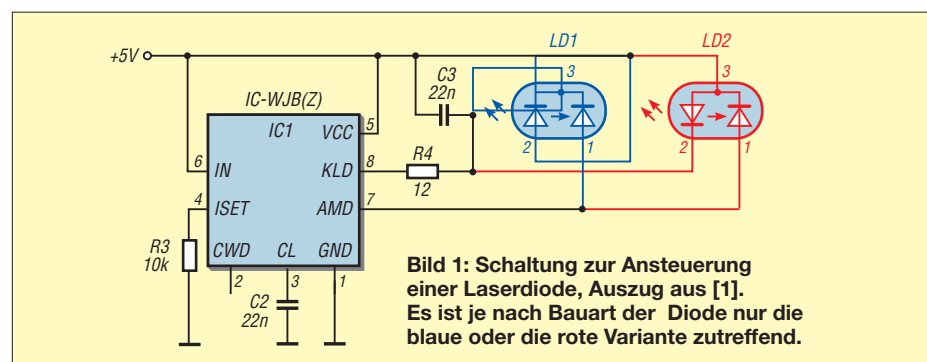 LD1
LD2
+5V
C3
22n
3
3
IC-WJB(Z)
IC1
VCC
5
2
1
2
1
6
IN
KLD
8
R4
12
4
ISET
AMD
7
R3
10k
CWD
CL
GND
2
3
1
C2
22n
Bild 1: Schaltung zur Ansteuerung
einer Laserdiode, Auszug aus [1].
Es ist je nach Bauart der Diode nur die
blaue oder die rote Variante zutreffend.